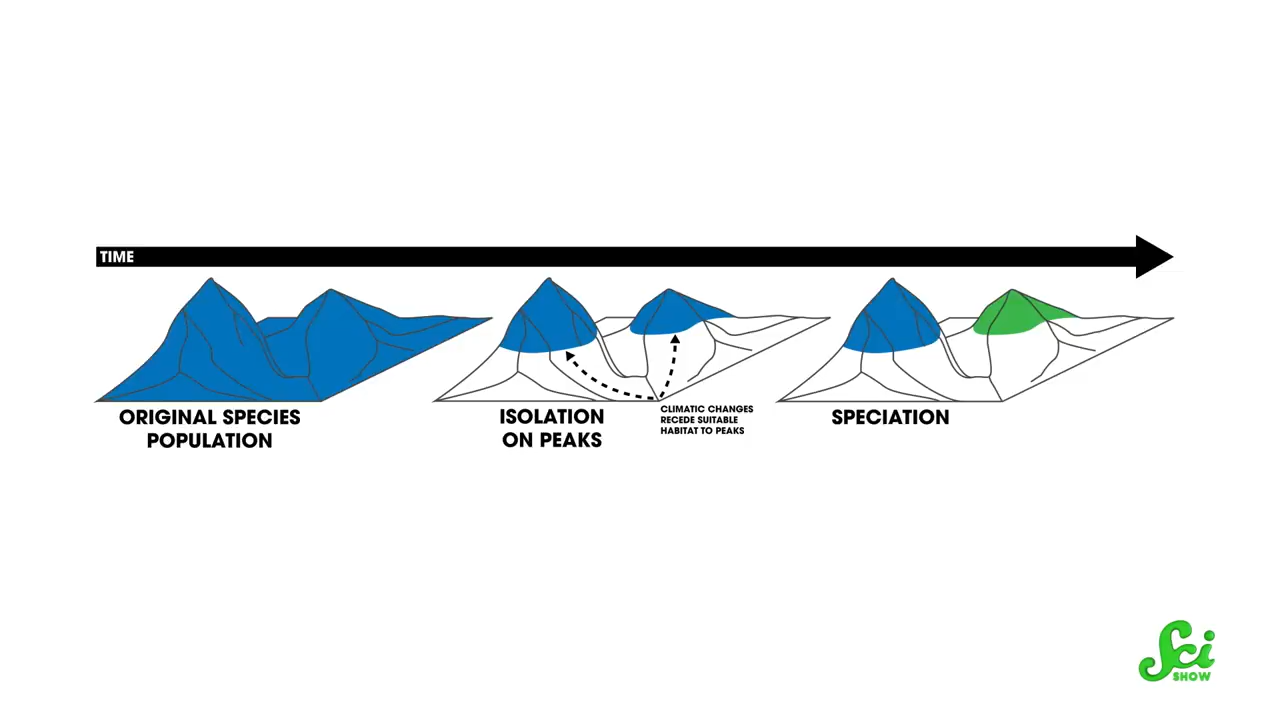 TIME
ORIGINAL SPECIES
POPULATION
ISOLATION
ON PEAKS
CLIMATIC CHANGES
RECEDE SUITABLE
HABITAT TO PEAKS
SPECIATION
Sci
SHOW